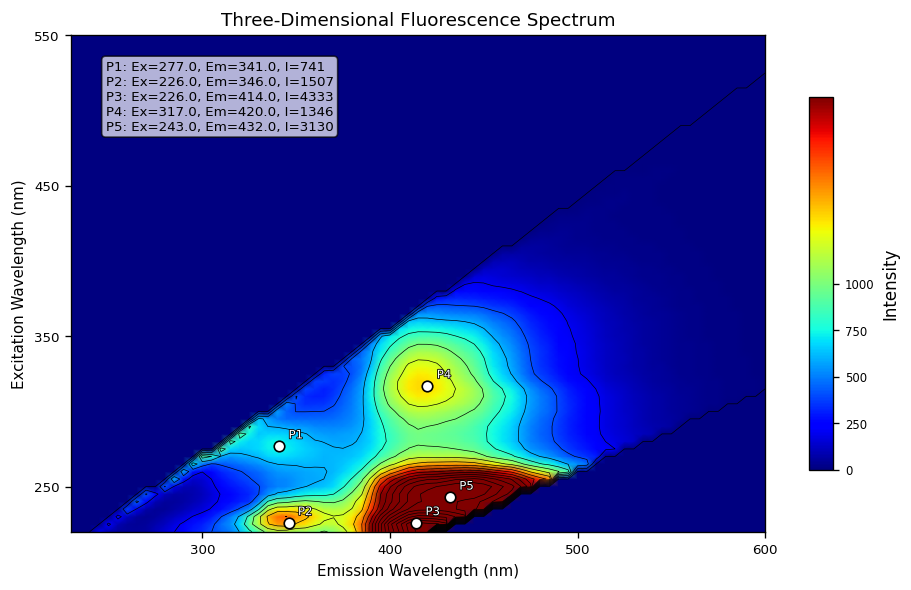 Three-Dimensional Fluorescence Spectrum
550
P1: Ex=277.0, Em=341.0, I=741
P2: Ex=226.0, Em=346.0, I=1507
P3: Ex=226.0, Em=414.0, I=4333
P4: Ex=317.0, Em=420.0, I=1346
P5: Ex=243.0, Em=432.0, I=3130
450
350
250
Excitation Wavelength (nm)
P4
P1
P5
P2
P3
300
400
500
600
Emission Wavelength (nm)
1000
750
500
250
0
Intensity